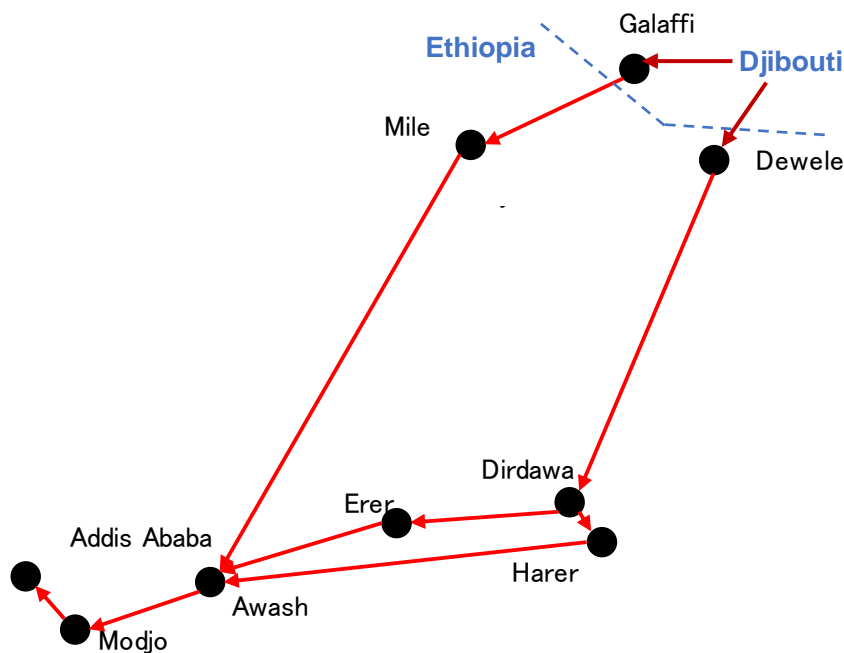 Galaffi
Ethiopia
Djibouti
Mile
Dewele
Dirdawa
Erer
Addis Ababa
Harer
Awash
Modjo